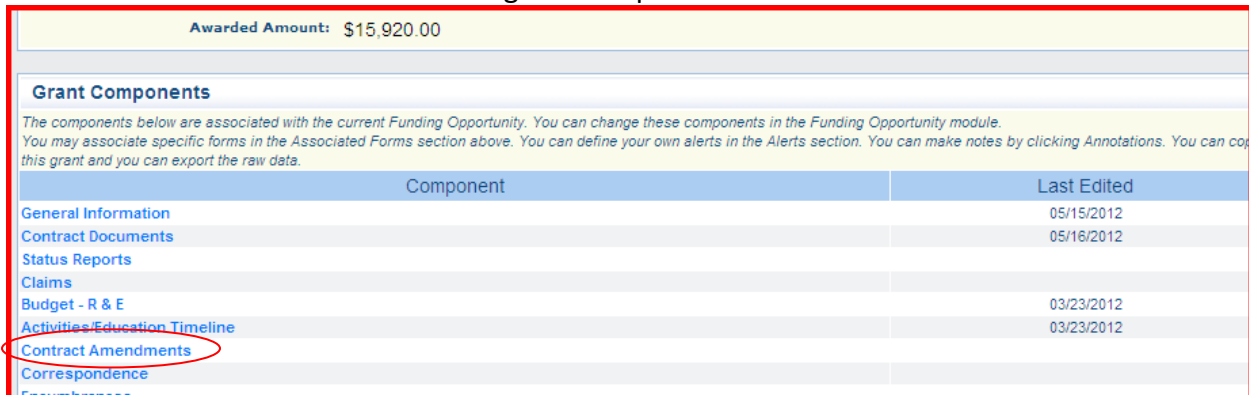 Awarded Amount: $15,920.00
Grant Components
The components below are associated with the current Funding Opportunity. You can change these components in the Funding Opportunity module.
You may associate specific forms in the Associated Forms section above. You can define your own alerts in the Alerts section. You can make notes by clicking Annotations. You can cop
this grant and you can export the raw data.
Component Last Edited
General Information 05/15/2012
Contract Documents 05/16/2012
Status Reports
Claims
Budget - R & E 03/23/2012
Activities/Education Timeline 03/23/2012
Contract Amendments
Correspondence